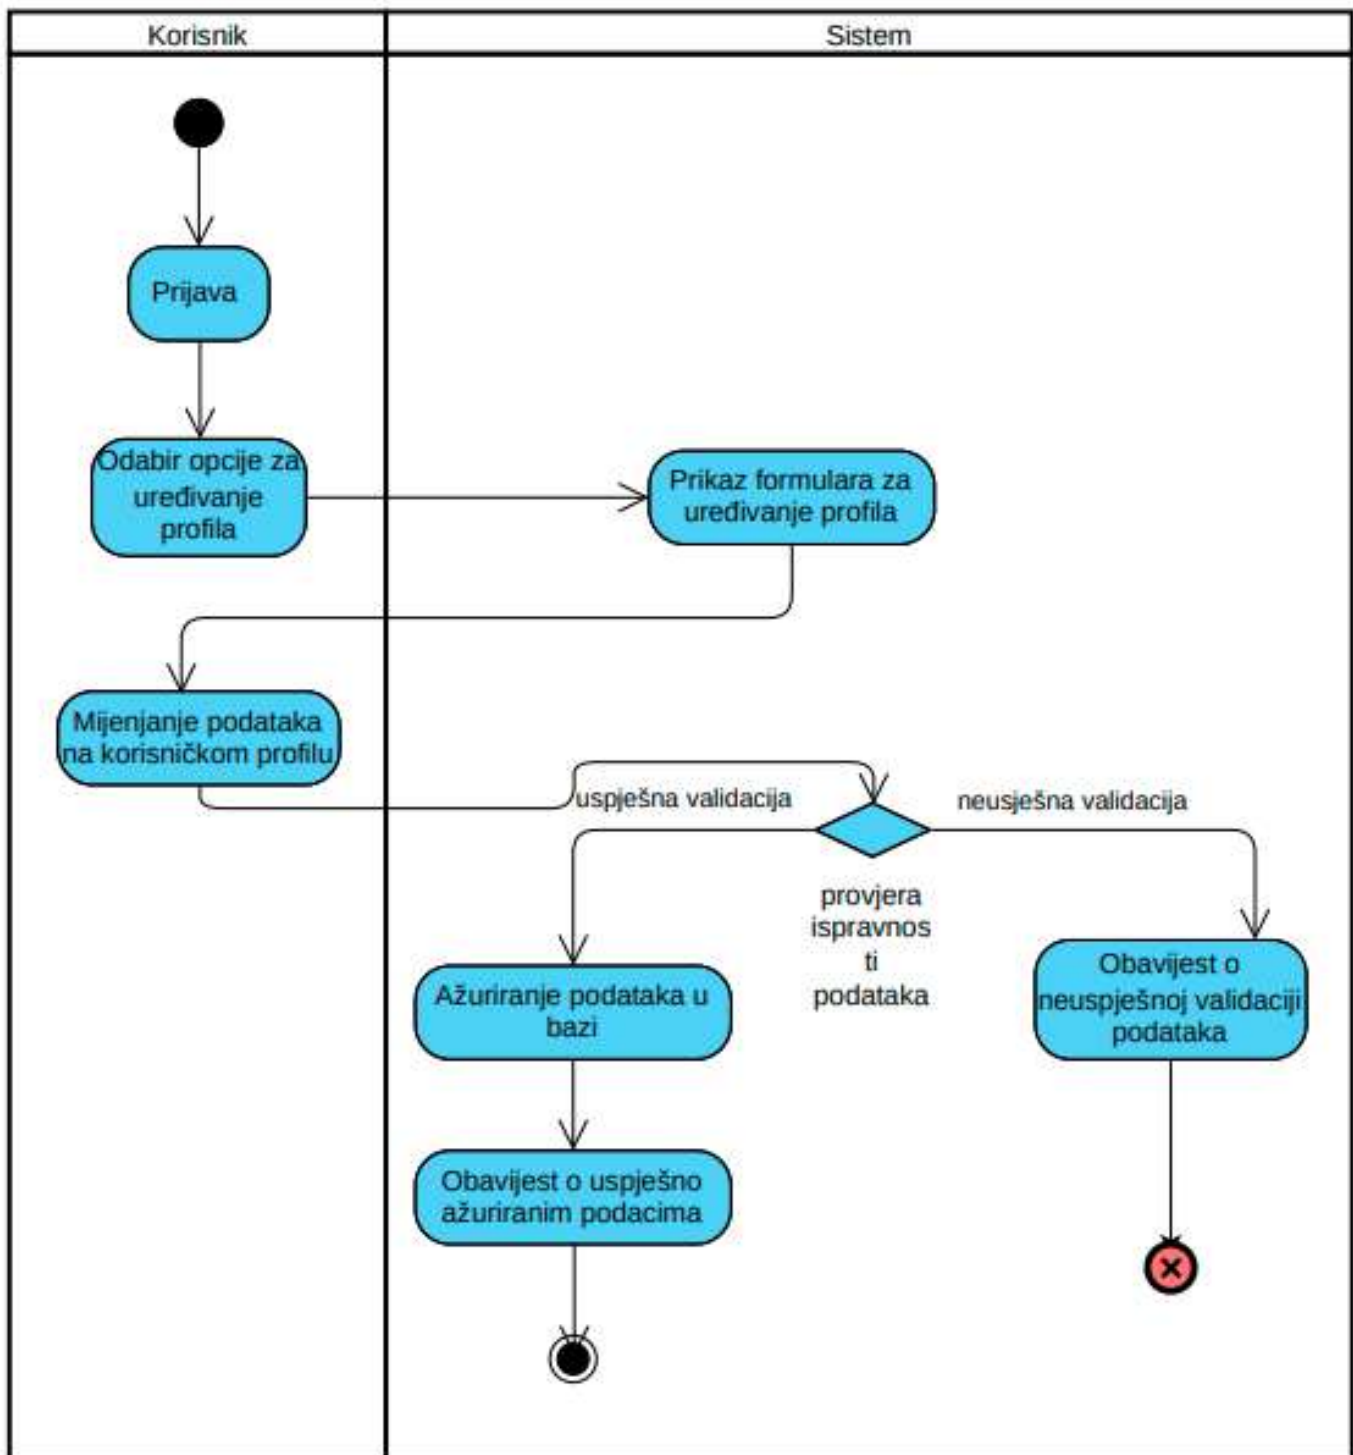 Korisnik
Sistem
Prijava
Odabir opcije za
uređivanje
profila
Prikaz formulara za
uređivanje profila
Mijenjanje podataka
na korisničkom profilu
uspješna validacija
neusješna validacija
provjera
ispravnos
ti
podataka
Ažuriranje podataka u
bazi
Obavijest o
neuspješnoj validaciji
podataka
Obavijest o uspješno
ažuriranim podacima